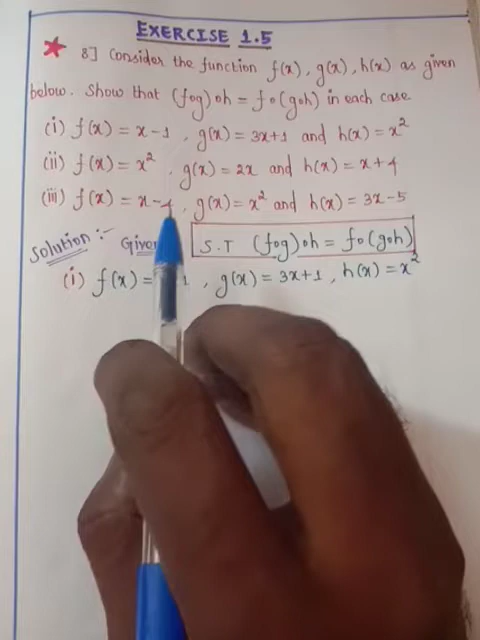 EXERCISE 1.5
8] Consider the function f(x), g(x), h(x) as given
below. Show that (fog)oh = fo(goh) in each case
(i) f(x) = x-1, g(x) = 3x+1 and h(x) = x²
(ii) f(x) = x², g(x) = 2x and h(x) = x+4
(iii) f(x) = x-4, g(x) = x² and h(x) = 3x-5
Solution:- Given S.T (fog)oh = fo(goh)
(i) f(x) = 1, g(x) = 3x+1, h(x) = x²